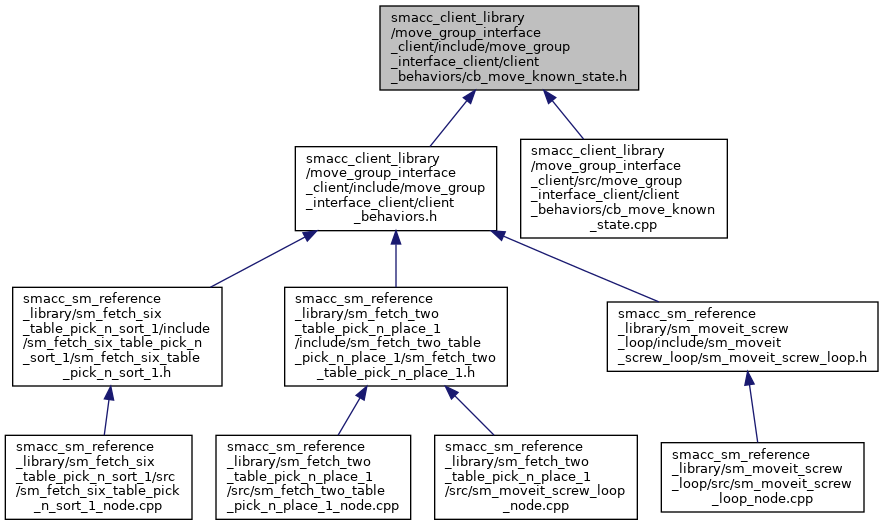 smacc_client_library
/move_group_interface
_client/include/move_group
_interface_client/client
_behaviors/cb_move_known_state.h
smacc_client_library
/move_group_interface
_client/include/move_group
_interface_client/client
_behaviors.h
smacc_client_library
/move_group_interface
_client/src/move_group
_interface_client/client
_behaviors/cb_move_known
_state.cpp
smacc_sm_reference
_library/sm_fetch_six
_table_pick_n_sort_1/include
/sm_fetch_six_table_pick_n
_sort_1/sm_fetch_six_table
_pick_n_sort_1.h
smacc_sm_reference
_library/sm_fetch_two
_table_pick_n_place_1
/include/sm_fetch_two_table
_pick_n_place_1/sm_fetch_two
_table_pick_n_place_1.h
smacc_sm_reference
_library/sm_moveit_screw
_loop/include/sm_moveit
_screw_loop/sm_moveit_screw_loop.h
smacc_sm_reference
_library/sm_fetch_six
_table_pick_n_sort_1/src
/sm_fetch_six_table_pick
_n_sort_1_node.cpp
smacc_sm_reference
_library/sm_fetch_two
_table_pick_n_place_1
/src/sm_fetch_two_table
_pick_n_place_1_node.cpp
smacc_sm_reference
_library/sm_fetch_two
_table_pick_n_place_1
/src/sm_moveit_screw_loop
_node.cpp
smacc_sm_reference
_library/sm_moveit_screw
_loop/src/sm_moveit_screw
_loop_node.cpp